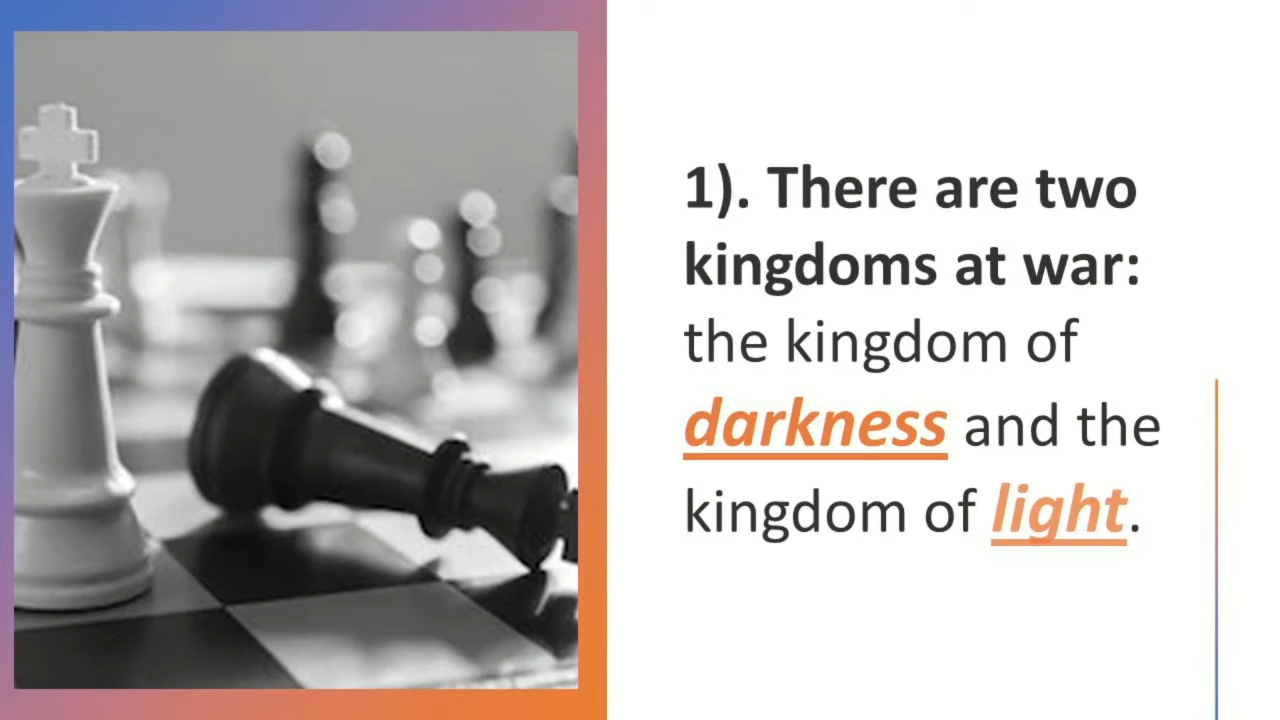 1). There are two
kingdoms at war:
the kingdom of
darkness and the
kingdom of light.